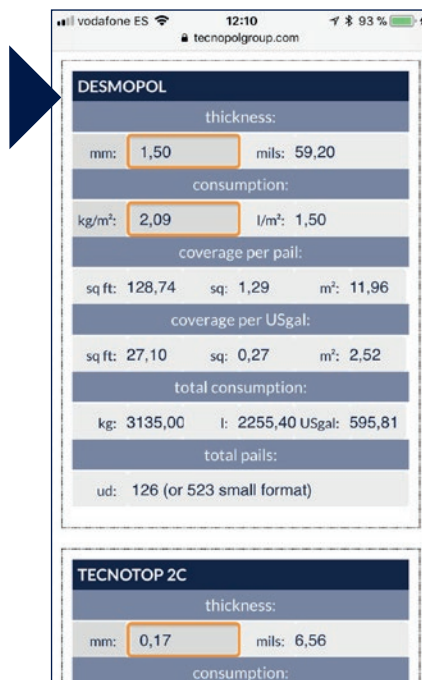 vodafone ES 12:10 93 %
tecnopolgroup.com
DESMOPOL
thickness:
mm: 1,50 mils: 59,20
consumption:
kg/m²: 2,09 l/m²: 1,50
coverage per pail:
sq ft: 128,74 sq: 1,29 m²: 11,96
coverage per USgal:
sq ft: 27,10 sq: 0,27 m²: 2,52
total consumption:
kg: 3135,00 l: 2255,40 USgal: 595,81
total pails:
ud: 126 (or 523 small format)
TECNOTOP 2C
thickness:
mm: 0,17 mils: 6,56
consumption: